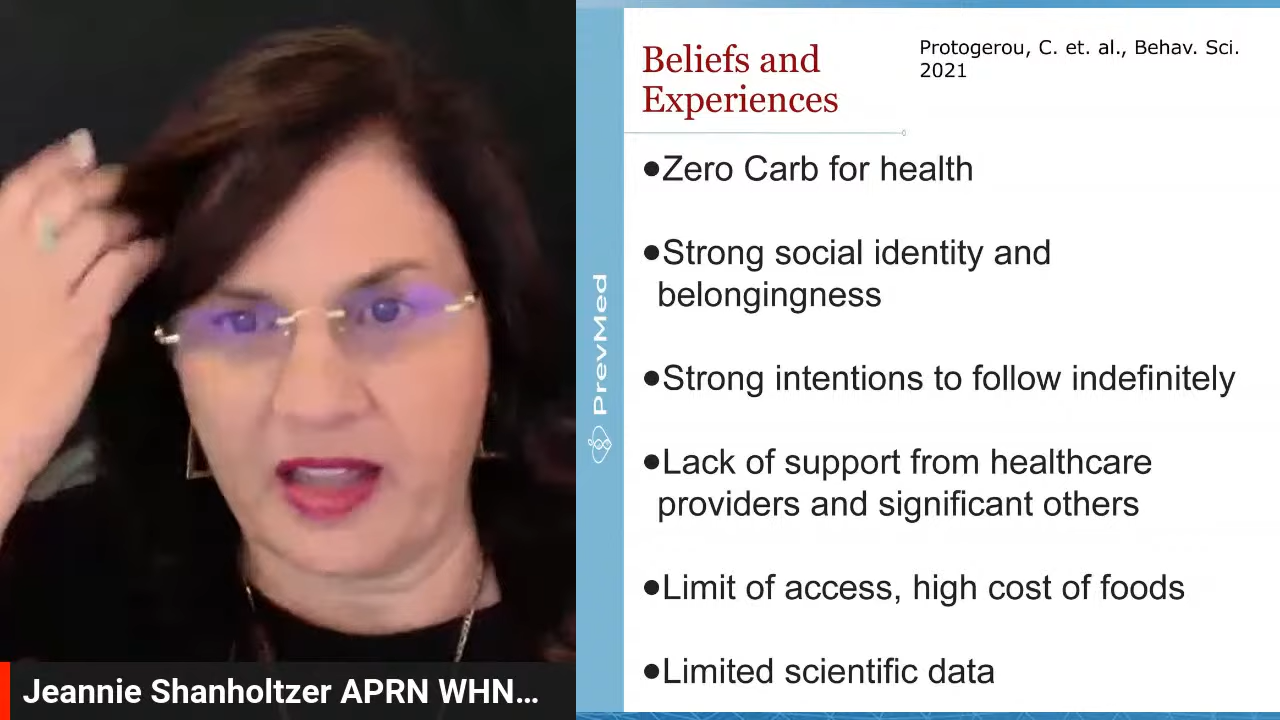 Beliefs and
Experiences
Protogerou, C. et. al., Behav. Sci.
2021
●Zero Carb for health
●Strong social identity and
belongingness
●Strong intentions to follow indefinitely
●Lack of support from healthcare
providers and significant others
●Limit of access, high cost of foods
●Limited scientific data
PrevMed
Jeannie Shanholtzer APRN WHN…